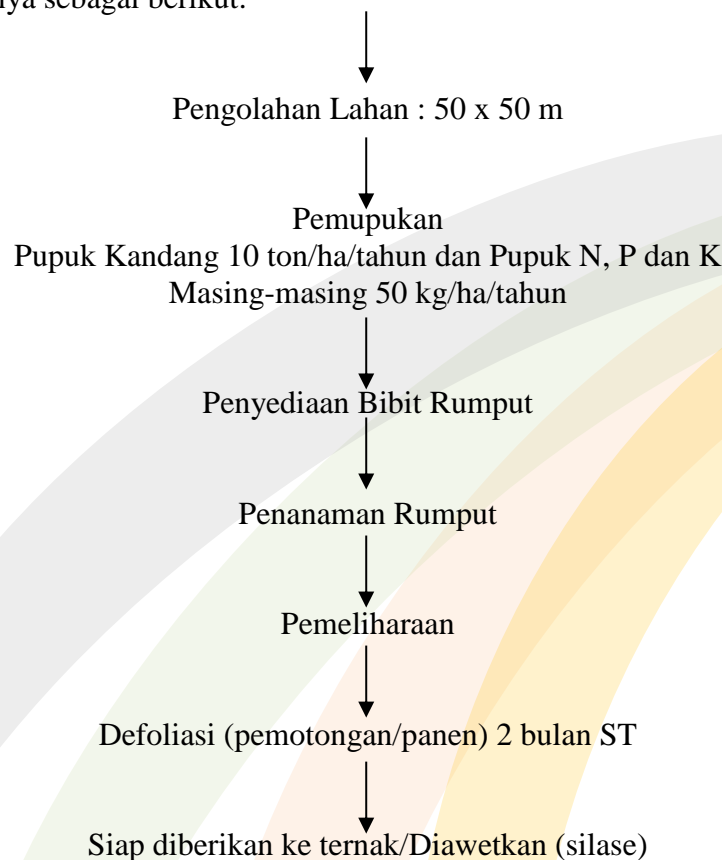 sebagai berikut:
Pengolahan Lahan : 50 x 50 m
Pemupukan
Pupuk Kandang 10 ton/ha/tahun dan Pupuk N, P dan K
Masing-masing 50 kg/ha/tahun
Penyediaan Bibit Rumput
Penanaman Rumput
Pemeliharaan
Defoliasi (pemotongan/panen) 2 bulan ST
Siap diberikan ke ternak/Diawetkan (silase)